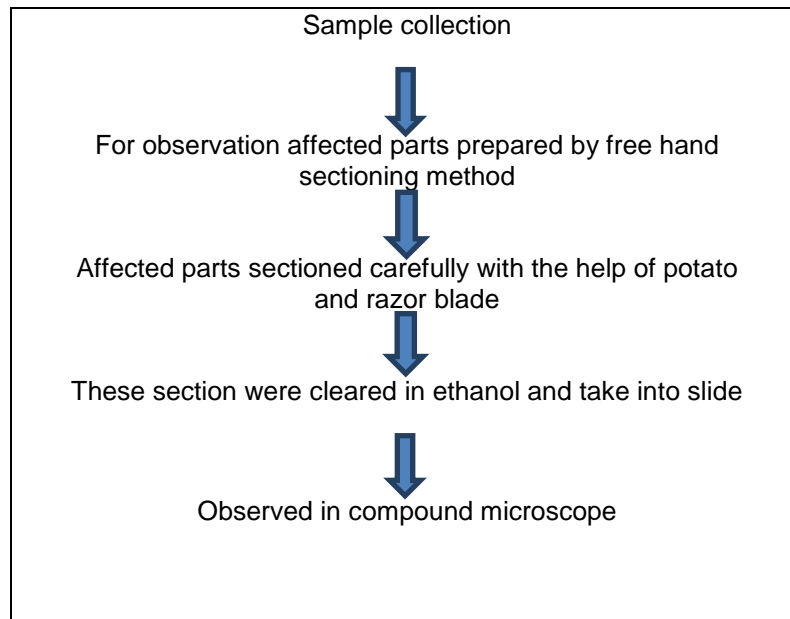 Sample collection
For observation affected parts prepared by free hand
sectioning method
Affected parts sectioned carefully with the help of potato
and razor blade
These section were cleared in ethanol and take into slide
Observed in compound microscope